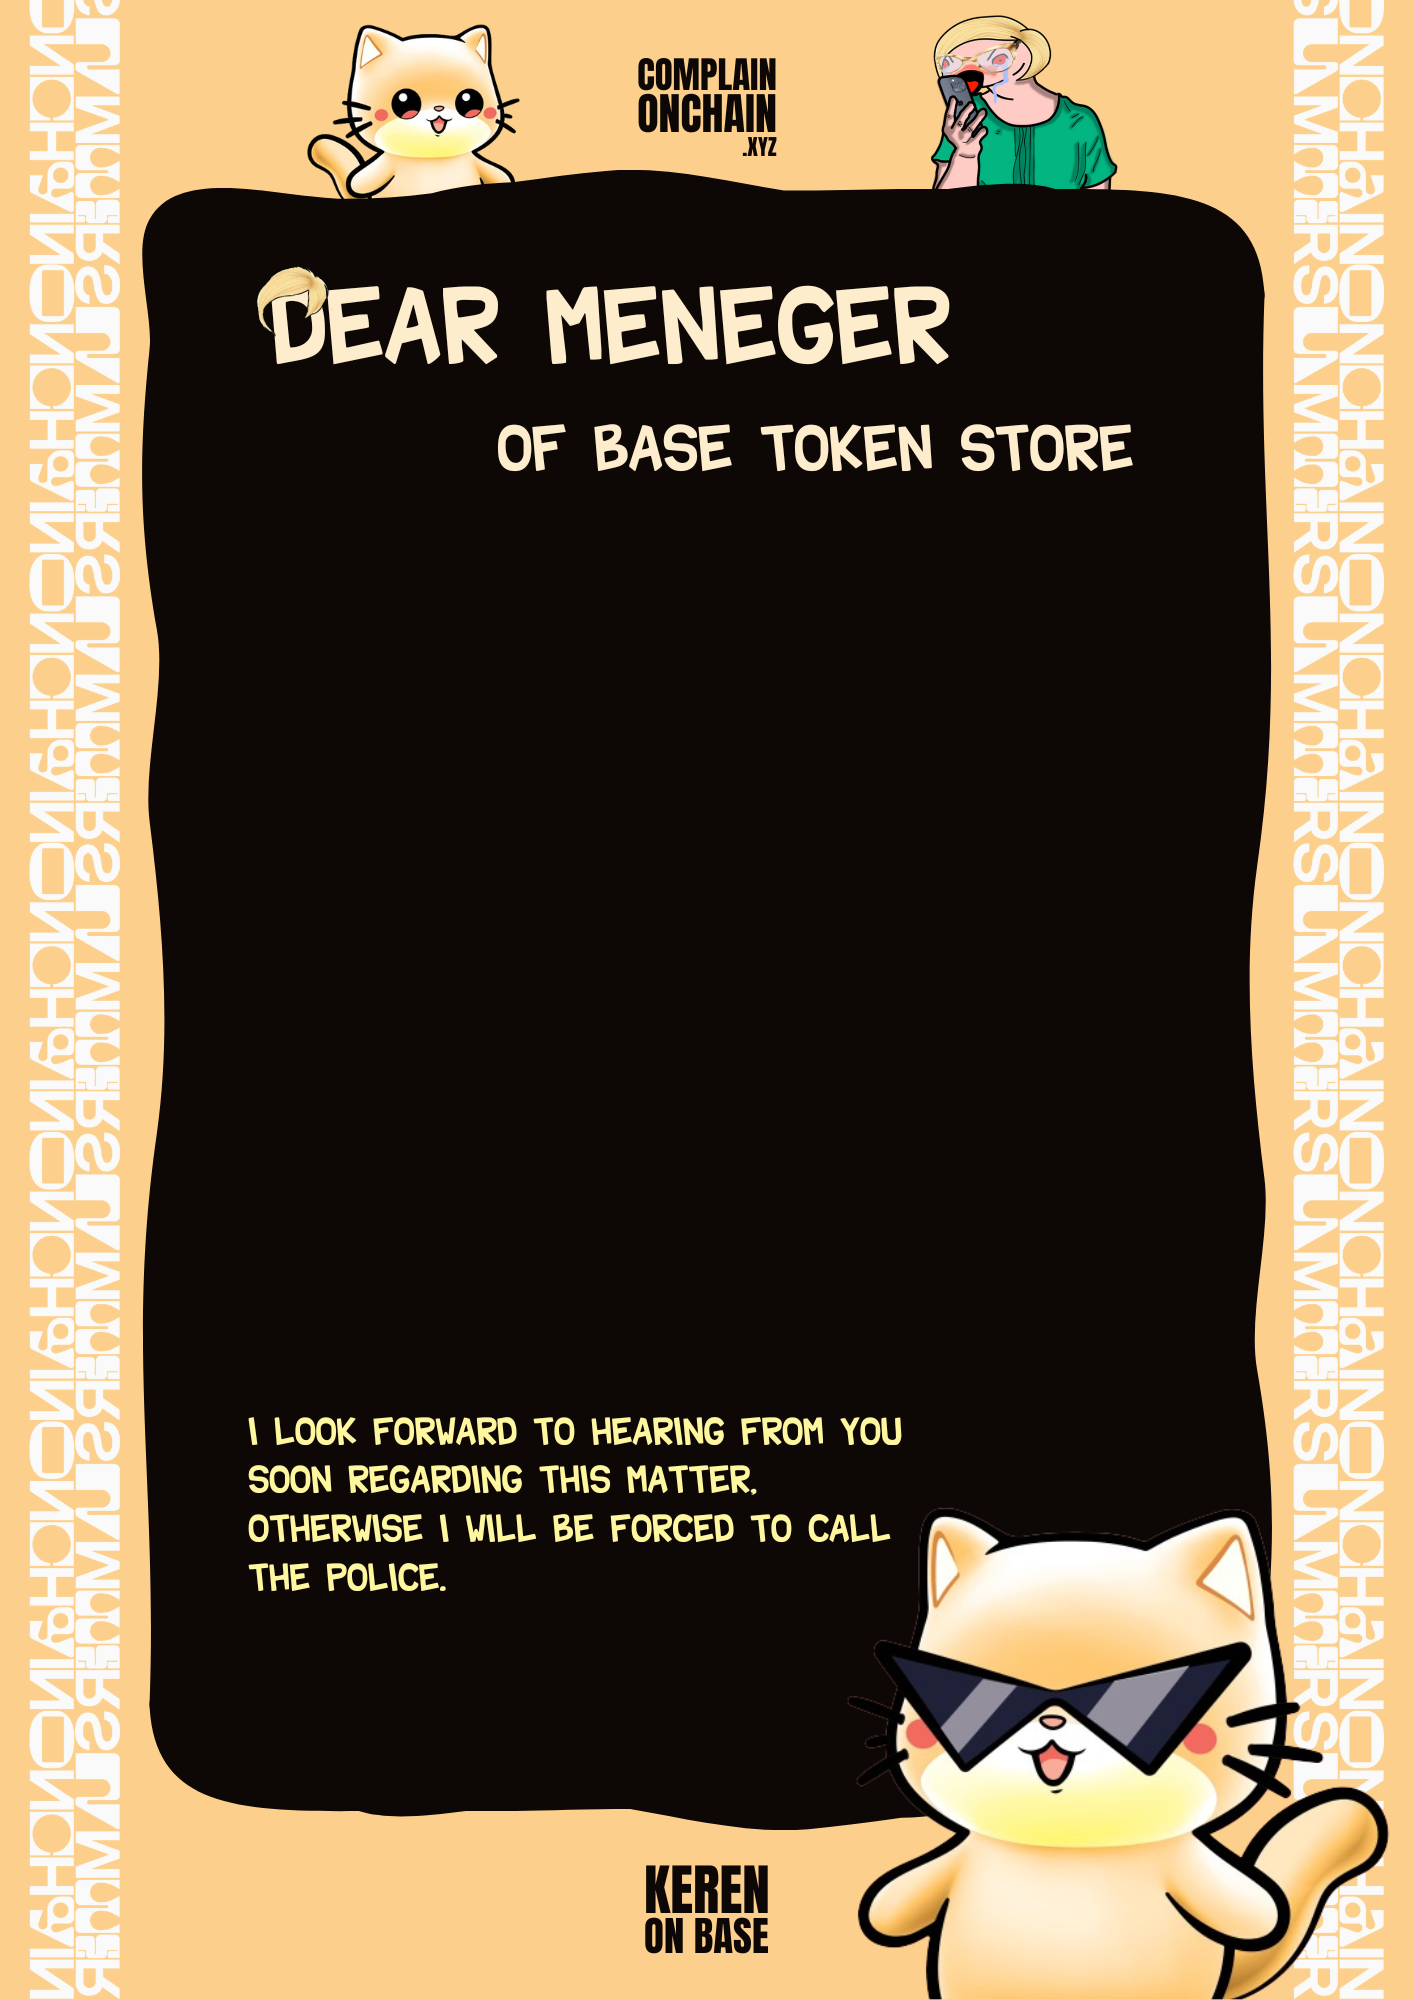 COMPLAIN
ONCHAIN
.XYZ
DEAR MENEGER
OF BASE TOKEN STORE
I LOOK FORWARD TO HEARING FROM YOU
SOON REGARDING THIS MATTER.
OTHERWISE I WILL BE FORCED TO CALL
THE POLICE.
KEREN
ON BASE